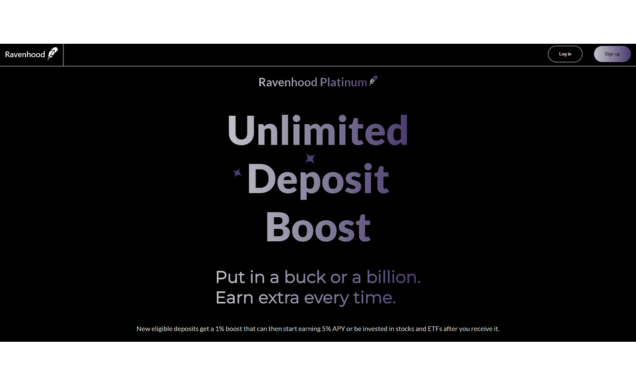 Ravenhood
Log in
Sign up
Ravenhood Platinum
Unlimited
Deposit
Boost
Put in a buck or a billion.
Earn extra every time.
New eligible deposits get a 1% boost that can then start earning 5% APY or be invested in stocks and ETFs after you receive it.